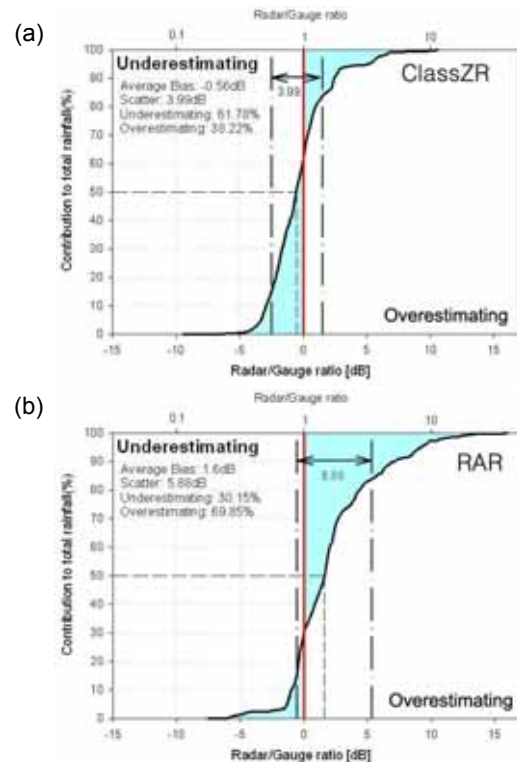 (a)
Radar/Gauge ratio
0.1 1 10
Contribution to total rainfall(%)
100
90
80
70
60
50
40
30
20
10
0
Underestimating
Average Bias: -0.56dB
Scatter: 3.99dB
Underestimating: 61.78%
Overestimating: 38.22%
3.99
ClassZR
Overestimating
-15 -10 -5 0 5 10 15
Radar/Gauge ratio [dB]
(b)
Radar/Gauge ratio
0.1 1 10
Contribution to total rainfall(%)
100
90
80
70
60
50
40
30
20
10
0
Underestimating
Average Bias: 1.6dB
Scatter: 5.88dB
Underestimating: 30.15%
Overestimating: 69.85%
RAR
Overestimating
-15 -10 -5 0 5 10 15
Radar/Gauge ratio [dB]